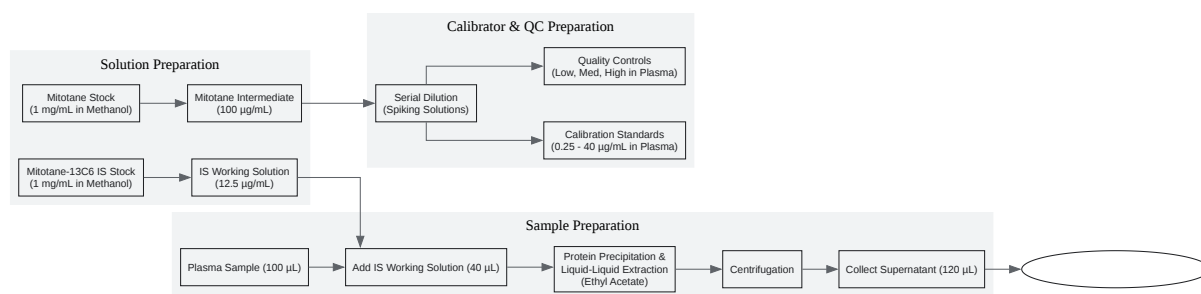 Calibrator & QC Preparation
Solution Preparation
Quality Controls
(Low, Med, High in Plasma)
Mitotane Stock
(1 mg/mL in Methanol)
Mitotane Intermediate
(100 µg/mL)
Serial Dilution
(Spiking Solutions)
Calibration Standards
(0.25 - 40 µg/mL in Plasma)
Mitotane-13C6 IS Stock
(1 mg/mL in Methanol)
IS Working Solution
(12.5 µg/mL)
Sample Preparation
Plasma Sample (100 µL)
Add IS Working Solution (40 µL)
Protein Precipitation &
Liquid-Liquid Extraction
(Ethyl Acetate)
Centrifugation
Collect Supernatant (120 µL)